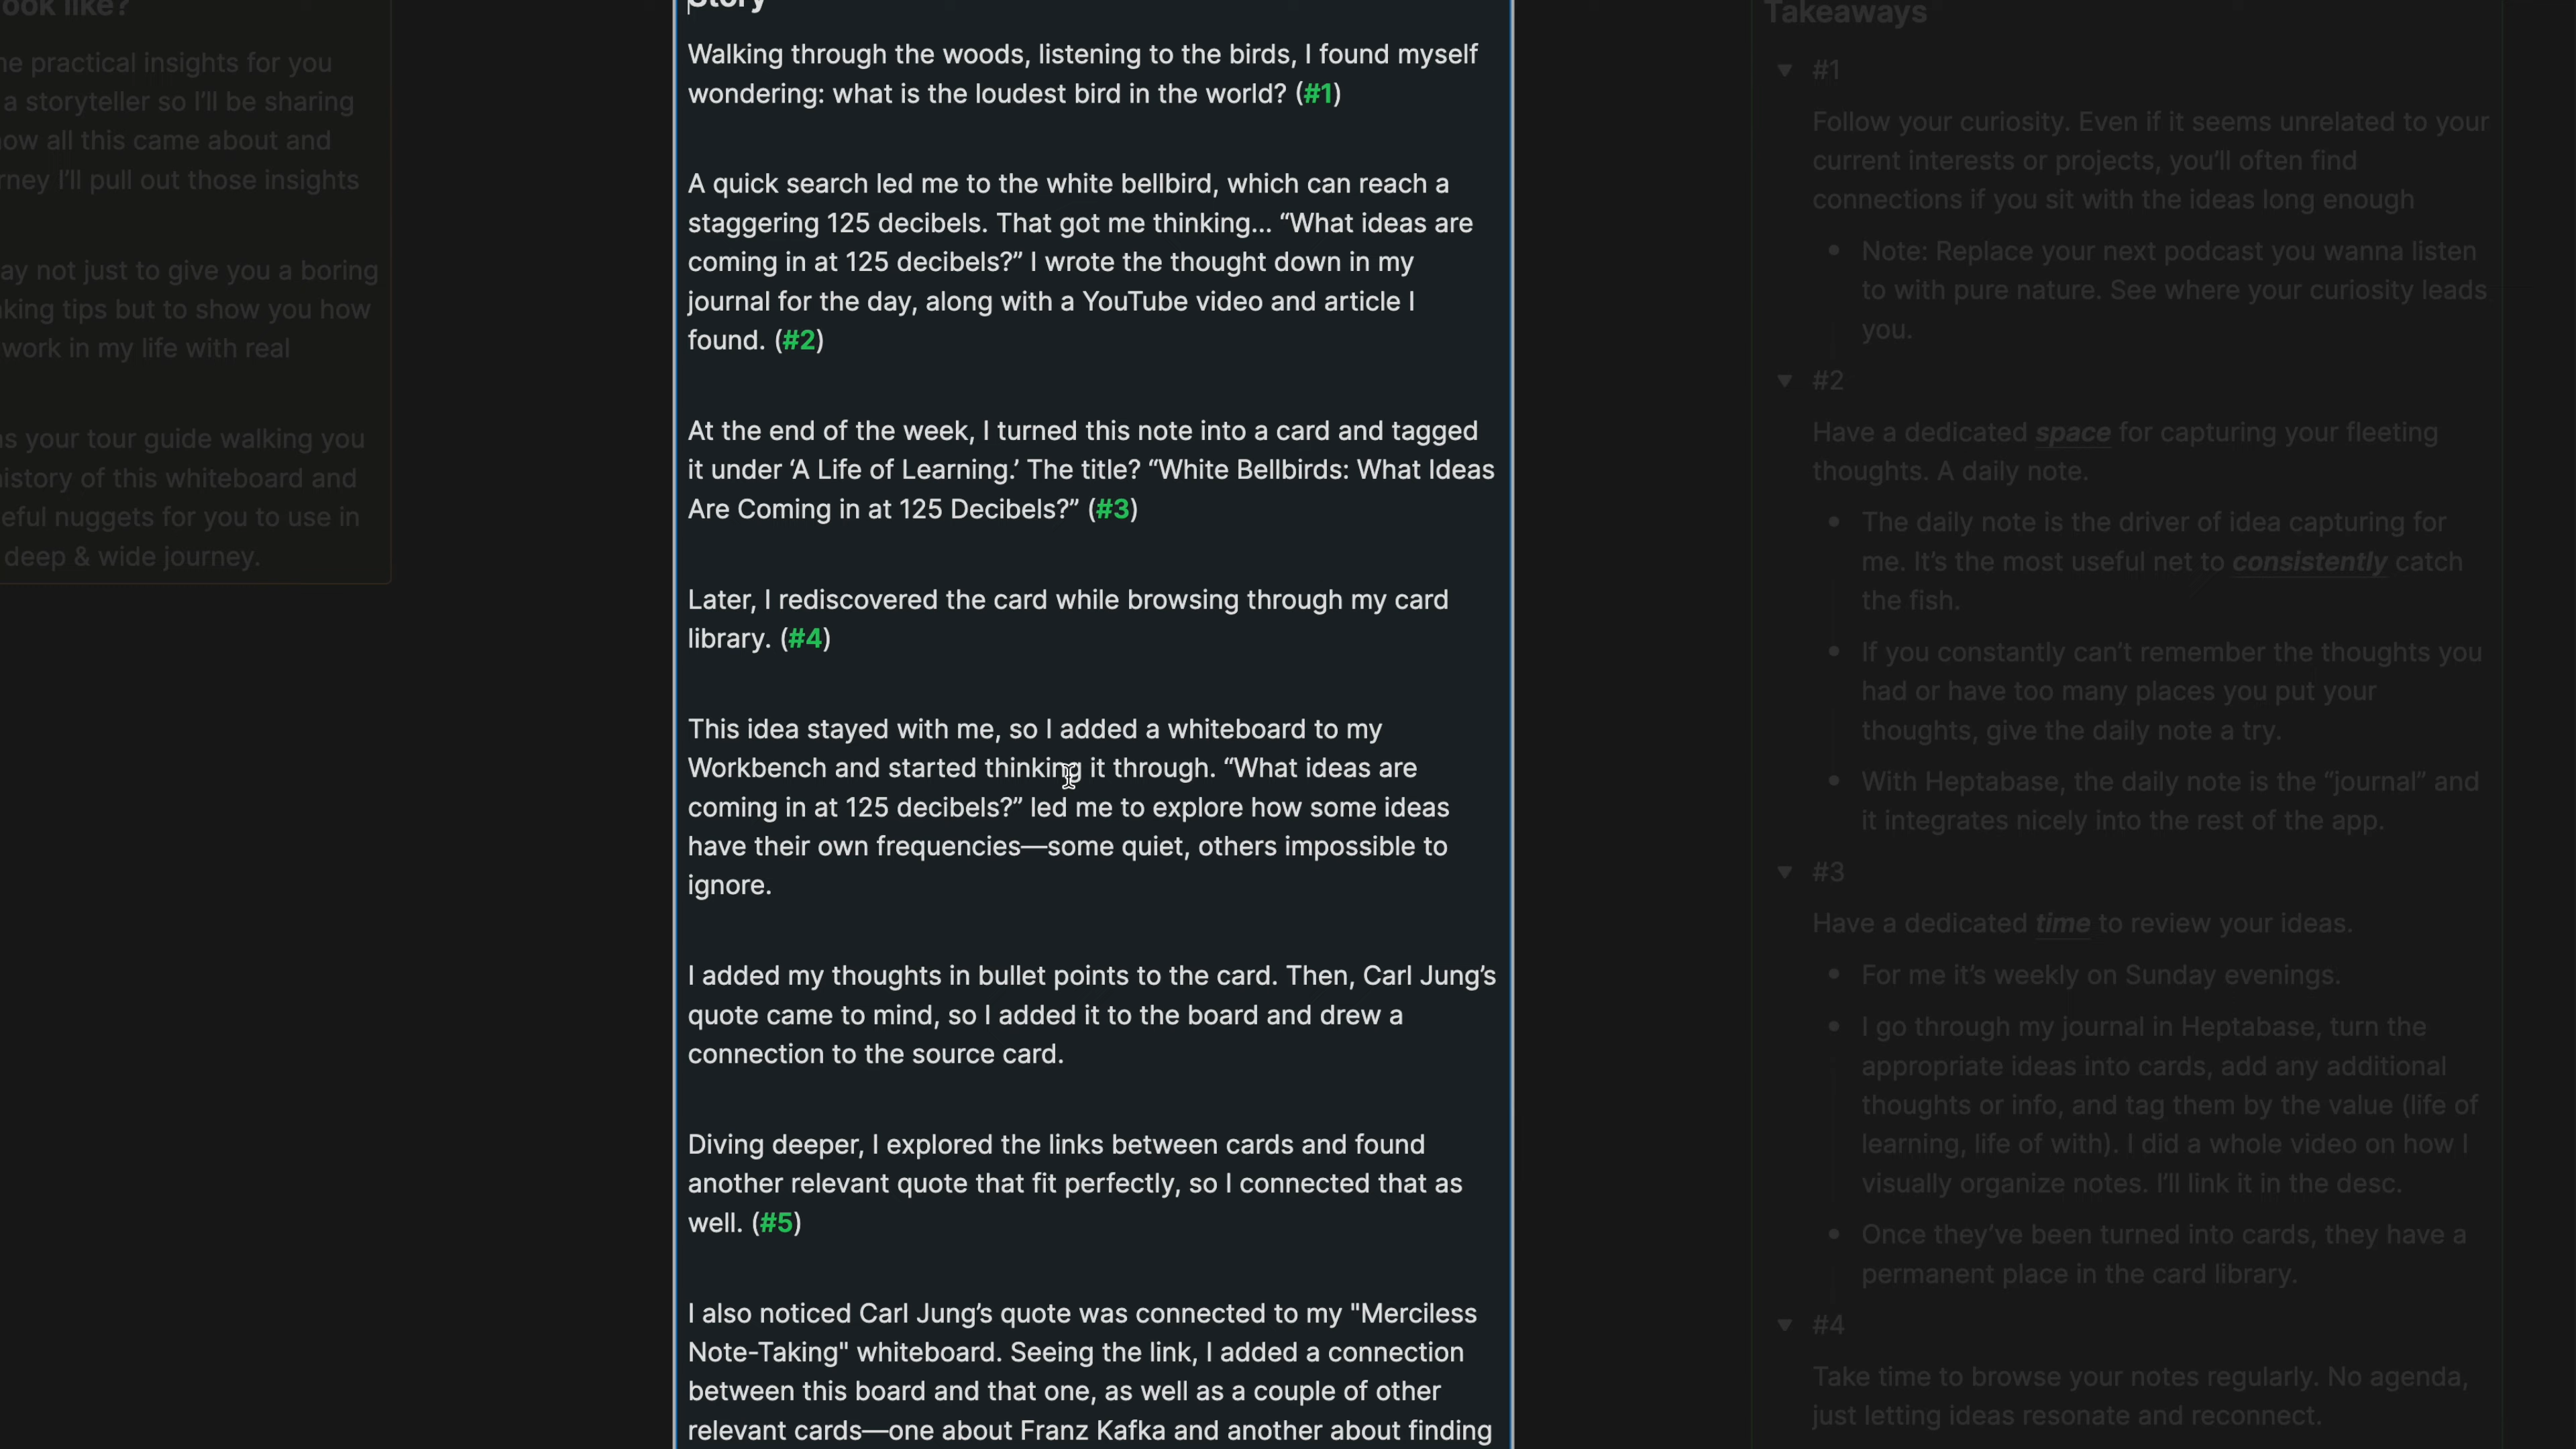 ook like?
he practical insights for you
a storyteller so I'll be sharing
how all this came about and
rney I'll pull out those insights
ay not just to give you a boring
king tips but to show you how
work in my life with real
as your tour guide walking you
history of this whiteboard and
eful nuggets for you to use in
deep & wide journey.
Story
Walking through the woods, listening to the birds, I found myself
wondering: what is the loudest bird in the world? (#1)
A quick search led me to the white bellbird, which can reach a
staggering 125 decibels. That got me thinking... “What ideas are
coming in at 125 decibels?” I wrote the thought down in my
journal for the day, along with a YouTube video and article I
found. (#2)
At the end of the week, I turned this note into a card and tagged
it under ‘A Life of Learning.’ The title? “White Bellbirds: What Ideas
Are Coming in at 125 Decibels?” (#3)
Later, I rediscovered the card while browsing through my card
library. (#4)
This idea stayed with me, so I added a whiteboard to my
Workbench and started thinking it through. “What ideas are
coming in at 125 decibels?” led me to explore how some ideas
have their own frequencies—some quiet, others impossible to
ignore.
I added my thoughts in bullet points to the card. Then, Carl Jung’s
quote came to mind, so I added it to the board and drew a
connection to the source card.
Diving deeper, I explored the links between cards and found
another relevant quote that fit perfectly, so I connected that as
well. (#5)
I also noticed Carl Jung’s quote was connected to my "Merciless
Note-Taking" whiteboard. Seeing the link, I added a connection
between this board and that one, as well as a couple of other
relevant cards—one about Franz Kafka and another about finding
Takeaways
#1
Follow your curiosity. Even if it seems unrelated to your
current interests or projects, you’ll often find
connections if you sit with the ideas long enough
Note: Replace your next podcast you wanna listen
to with pure nature. See where your curiosity leads
you.
#2
Have a dedicated space for capturing your fleeting
thoughts. A daily note.
The daily note is the driver of idea capturing for
me. It’s the most useful net to consistently catch
the fish.
If you constantly can’t remember the thoughts you
had or have too many places you put your
thoughts, give the daily note a try.
With Heptabase, the daily note is the “journal” and
it integrates nicely into the rest of the app.
#3
Have a dedicated time to review your ideas.
For me it’s weekly on Sunday evenings.
I go through my journal in Heptabase, turn the
appropriate ideas into cards, add any additional
thoughts or info, and tag them by the value (life of
learning, life of with). I did a whole video on how I
visually organize notes. I’ll link it in the desc.
Once they’ve been turned into cards, they have a
permanent place in the card library.
#4
Take time to browse your notes regularly. No agenda,
just letting ideas resonate and reconnect.